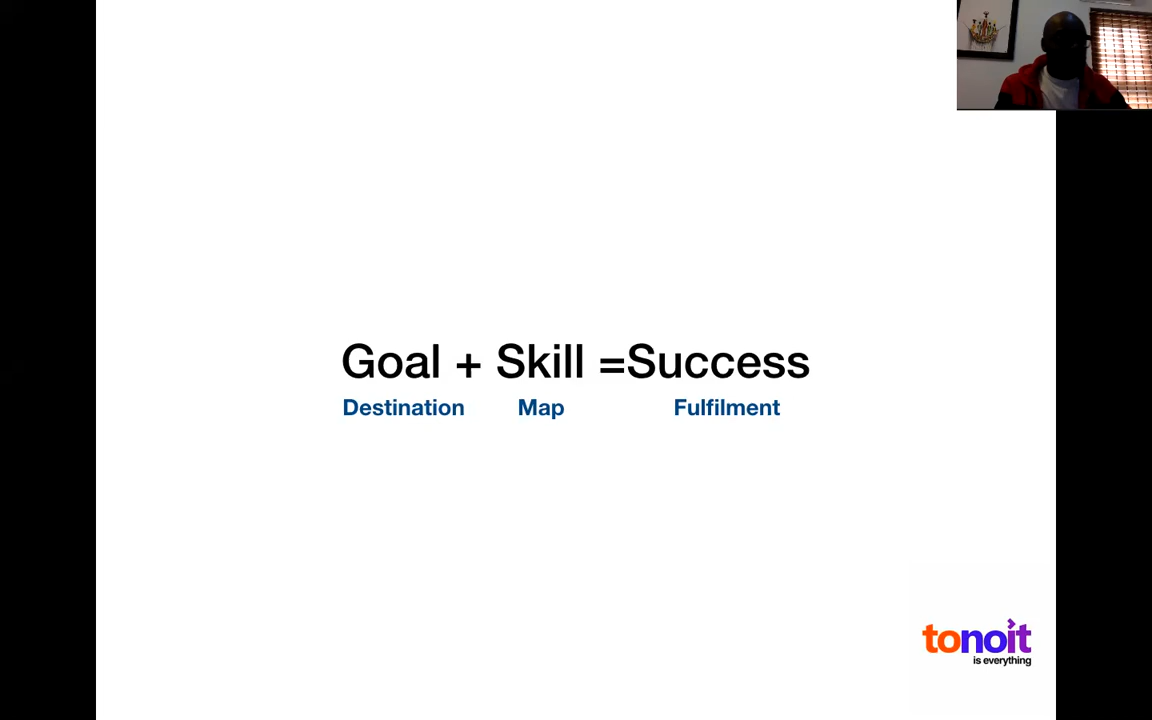 Goal + Skill =Success
Destination Map Fulfilment
tonoit
is everything